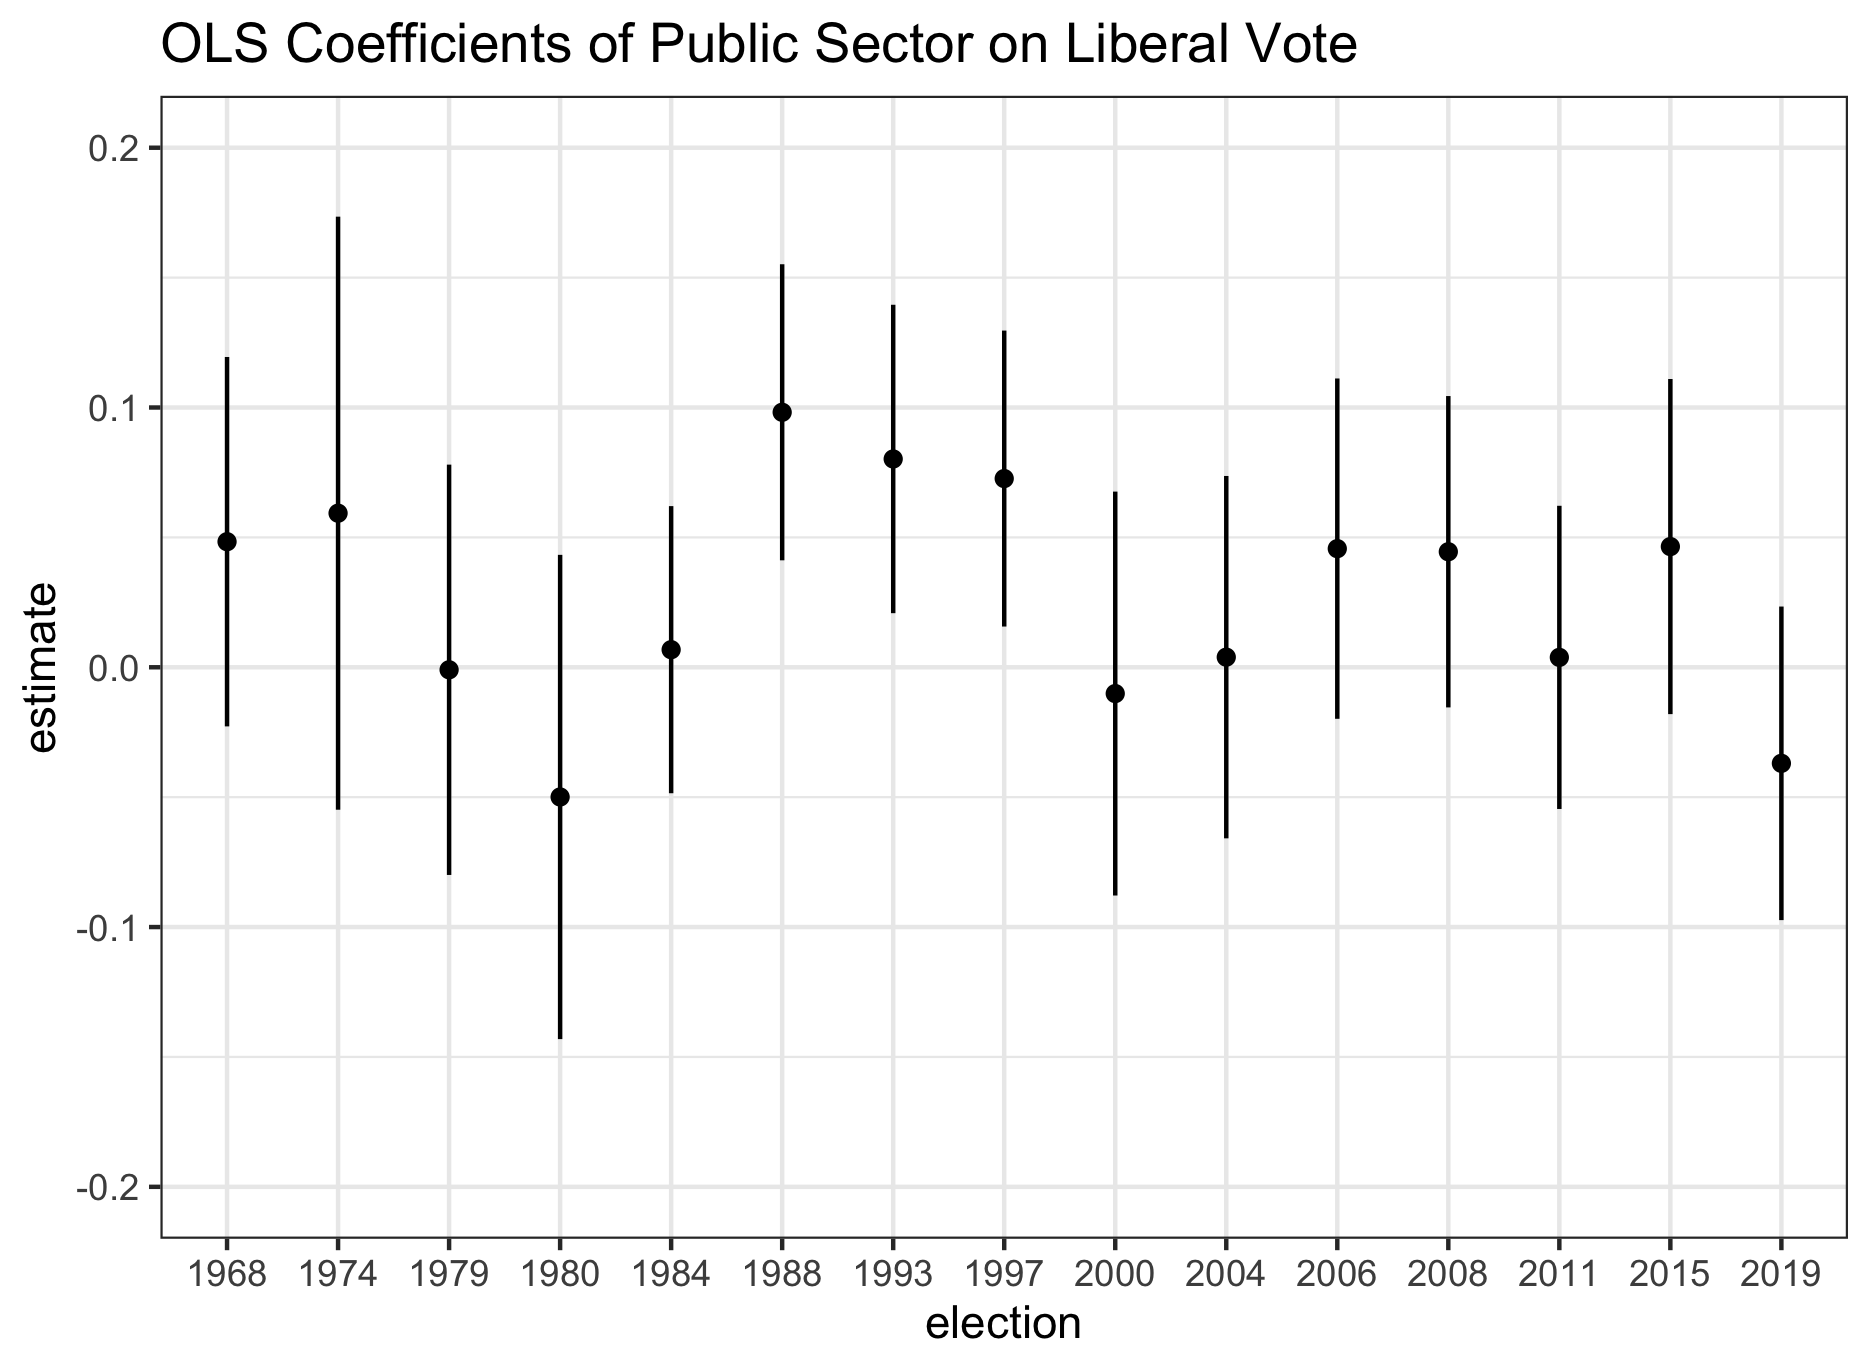 OLS Coefficients of Public Sector on Liberal Vote
estimate
0.2
0.1
0.0
-0.1
-0.2
1968 1974 1979 1980 1984 1988 1993 1997 2000 2004 2006 2008 2011 2015 2019
election